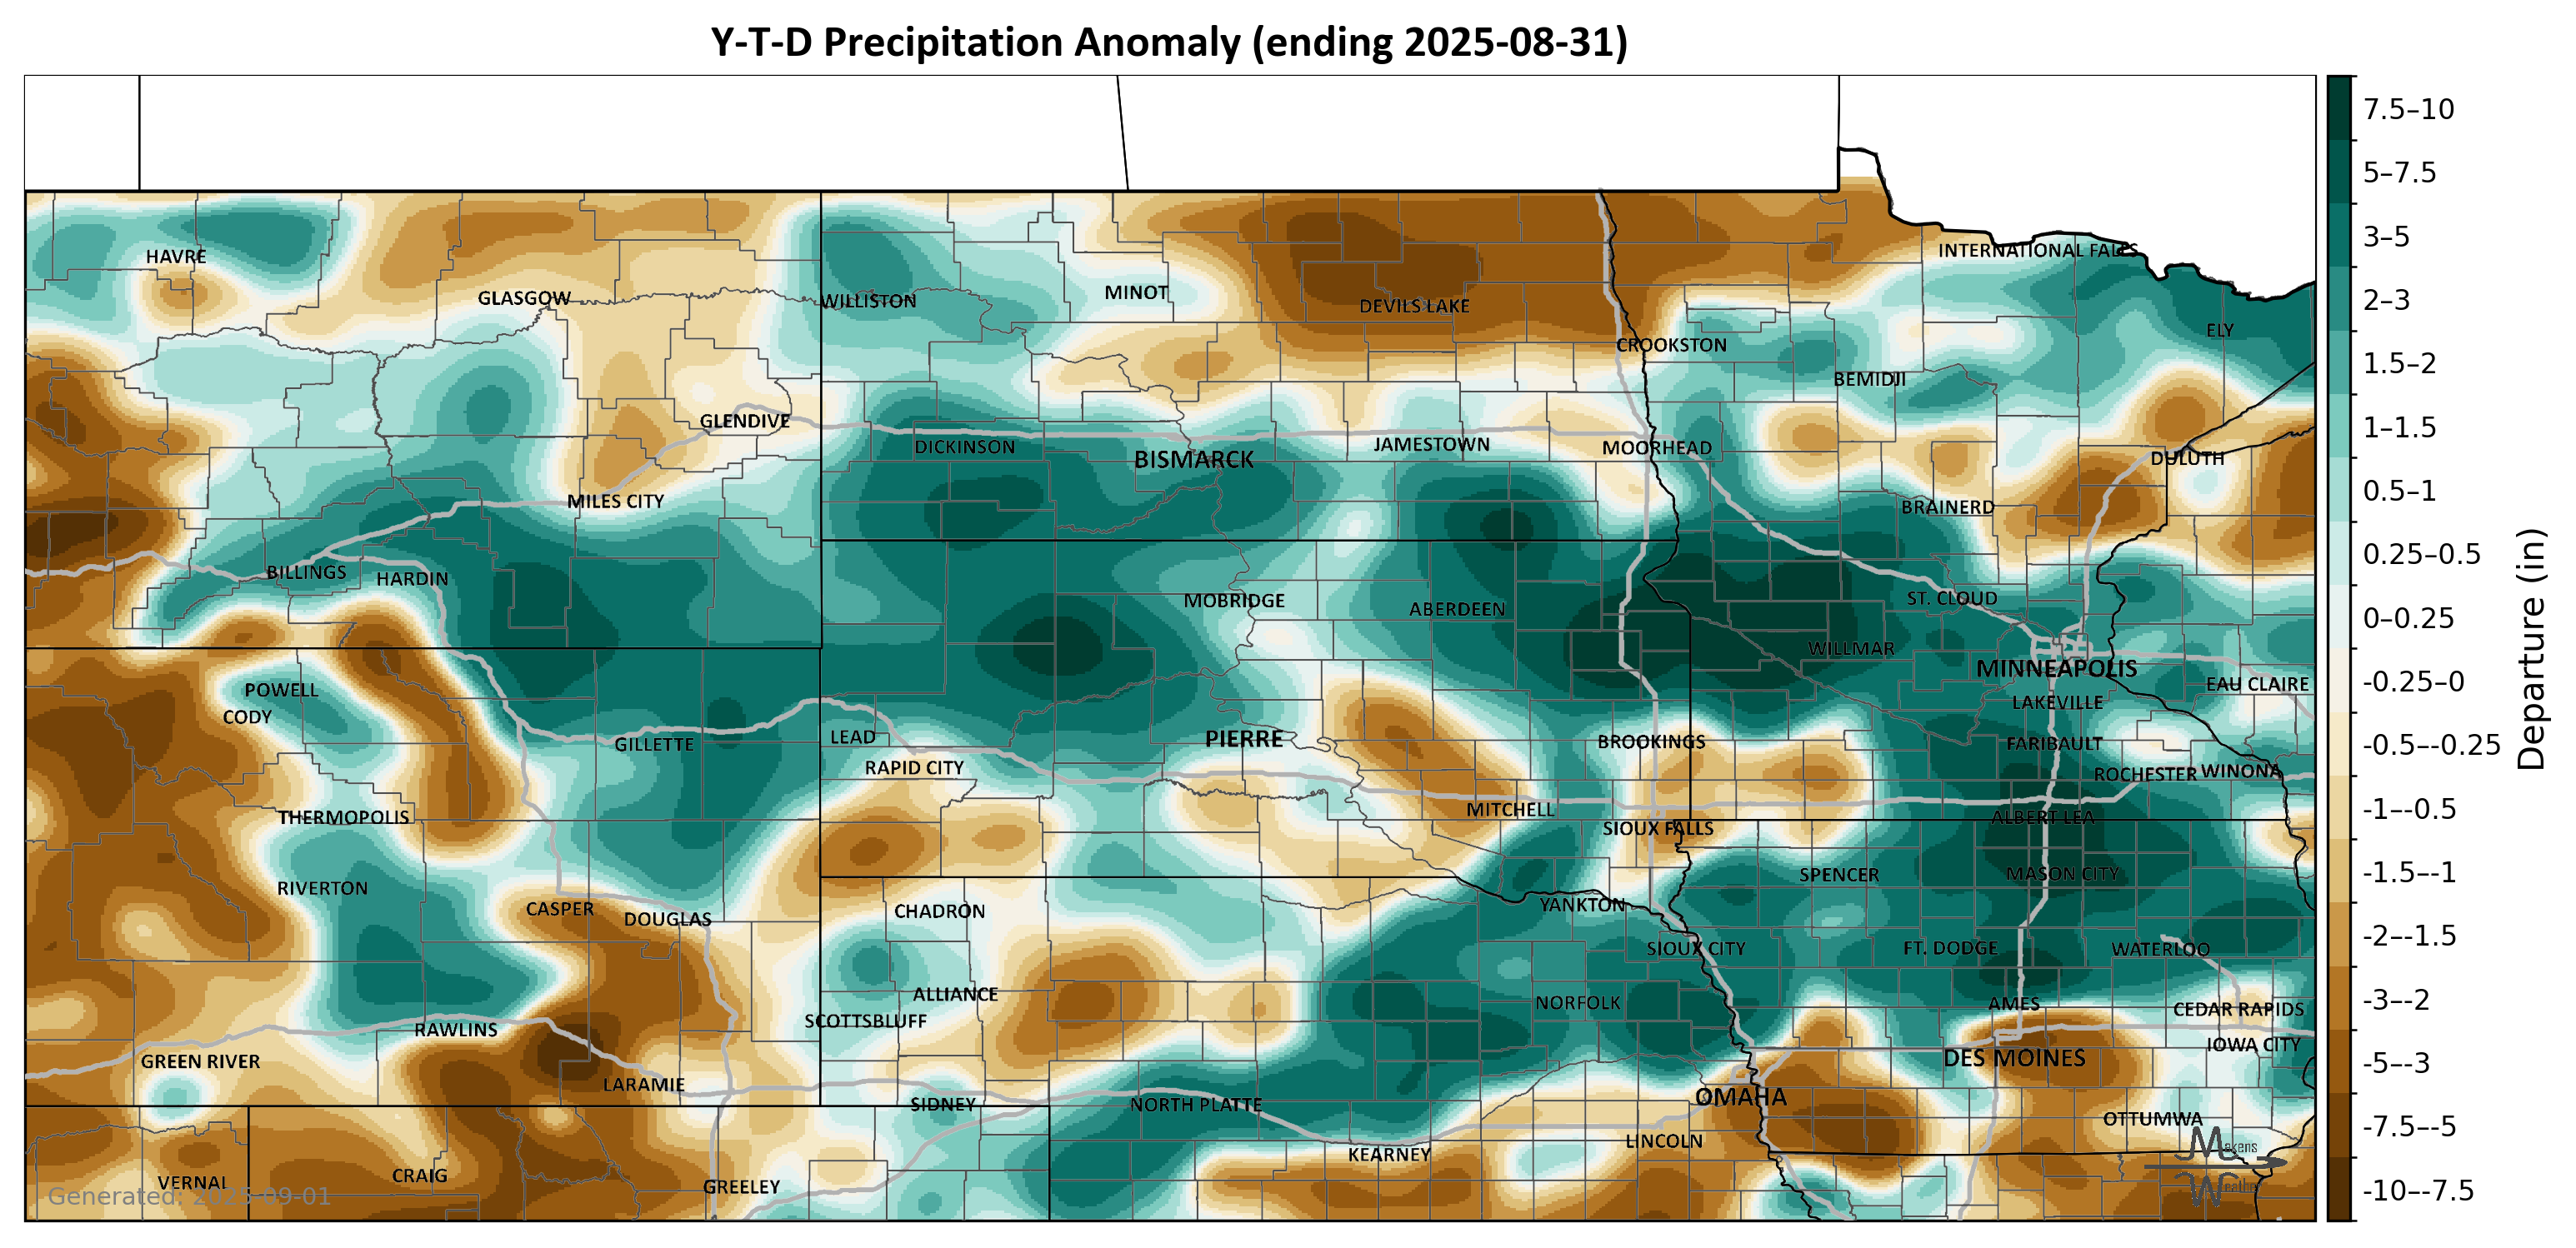 Y-T-D Precipitation Anomaly (ending 2025-08-31)
HAVRE
GLASGOW
WILLISTON
MINOT
DEVILS LAKE
INTERNATIONAL FALLS
ELY
CROOKSTON
BEMIDJI
GLENDIVE
DICKINSON
BISMARCK
JAMESTOWN
MOORHEAD
DULUTH
MILES CITY
BRAINERD
BILLINGS
HARDIN
MOBRIDGE
ABERDEEN
ST. CLOUD
WILLMAR
MINNEAPOLIS
EAU CLAIRE
POWELL
CODY
LAKEVILLE
GILLETTE
LEAD
PIERRE
BROOKINGS
FARIBAULT
RAPID CITY
ROCHESTER
WINONA
THERMOPOLIS
MITCHELL
SIOUX FALLS
ALBERT LEA
RIVERTON
SPENCER
MASON CITY
CASPER
DOUGLAS
CHADRON
YANKTON
SIOUX CITY
FT. DODGE
WATERLOO
ALLIANCE
NORFOLK
AMES
CEDAR RAPIDS
SCOTTSBLUFF
RAWLINS
GREEN RIVER
DES MOINES
IOWA CITY
LARAMIE
SIDNEY
NORTH PLATTE
OMAHA
OTTUMWA
LINCOLN
KEARNEY
VERNAL
CRAIG
GREELEY
Generated: 2025-09-01
Makens
Weather
7.5–10
5–7.5
3–5
2–3
1.5–2
1–1.5
0.5–1
0.25–0.5
0–0.25
-0.25–0
-0.5–-0.25
-1–-0.5
-1.5–-1
-2–-1.5
-3–-2
-5–-3
-7.5–-5
-10–-7.5
Departure (in)